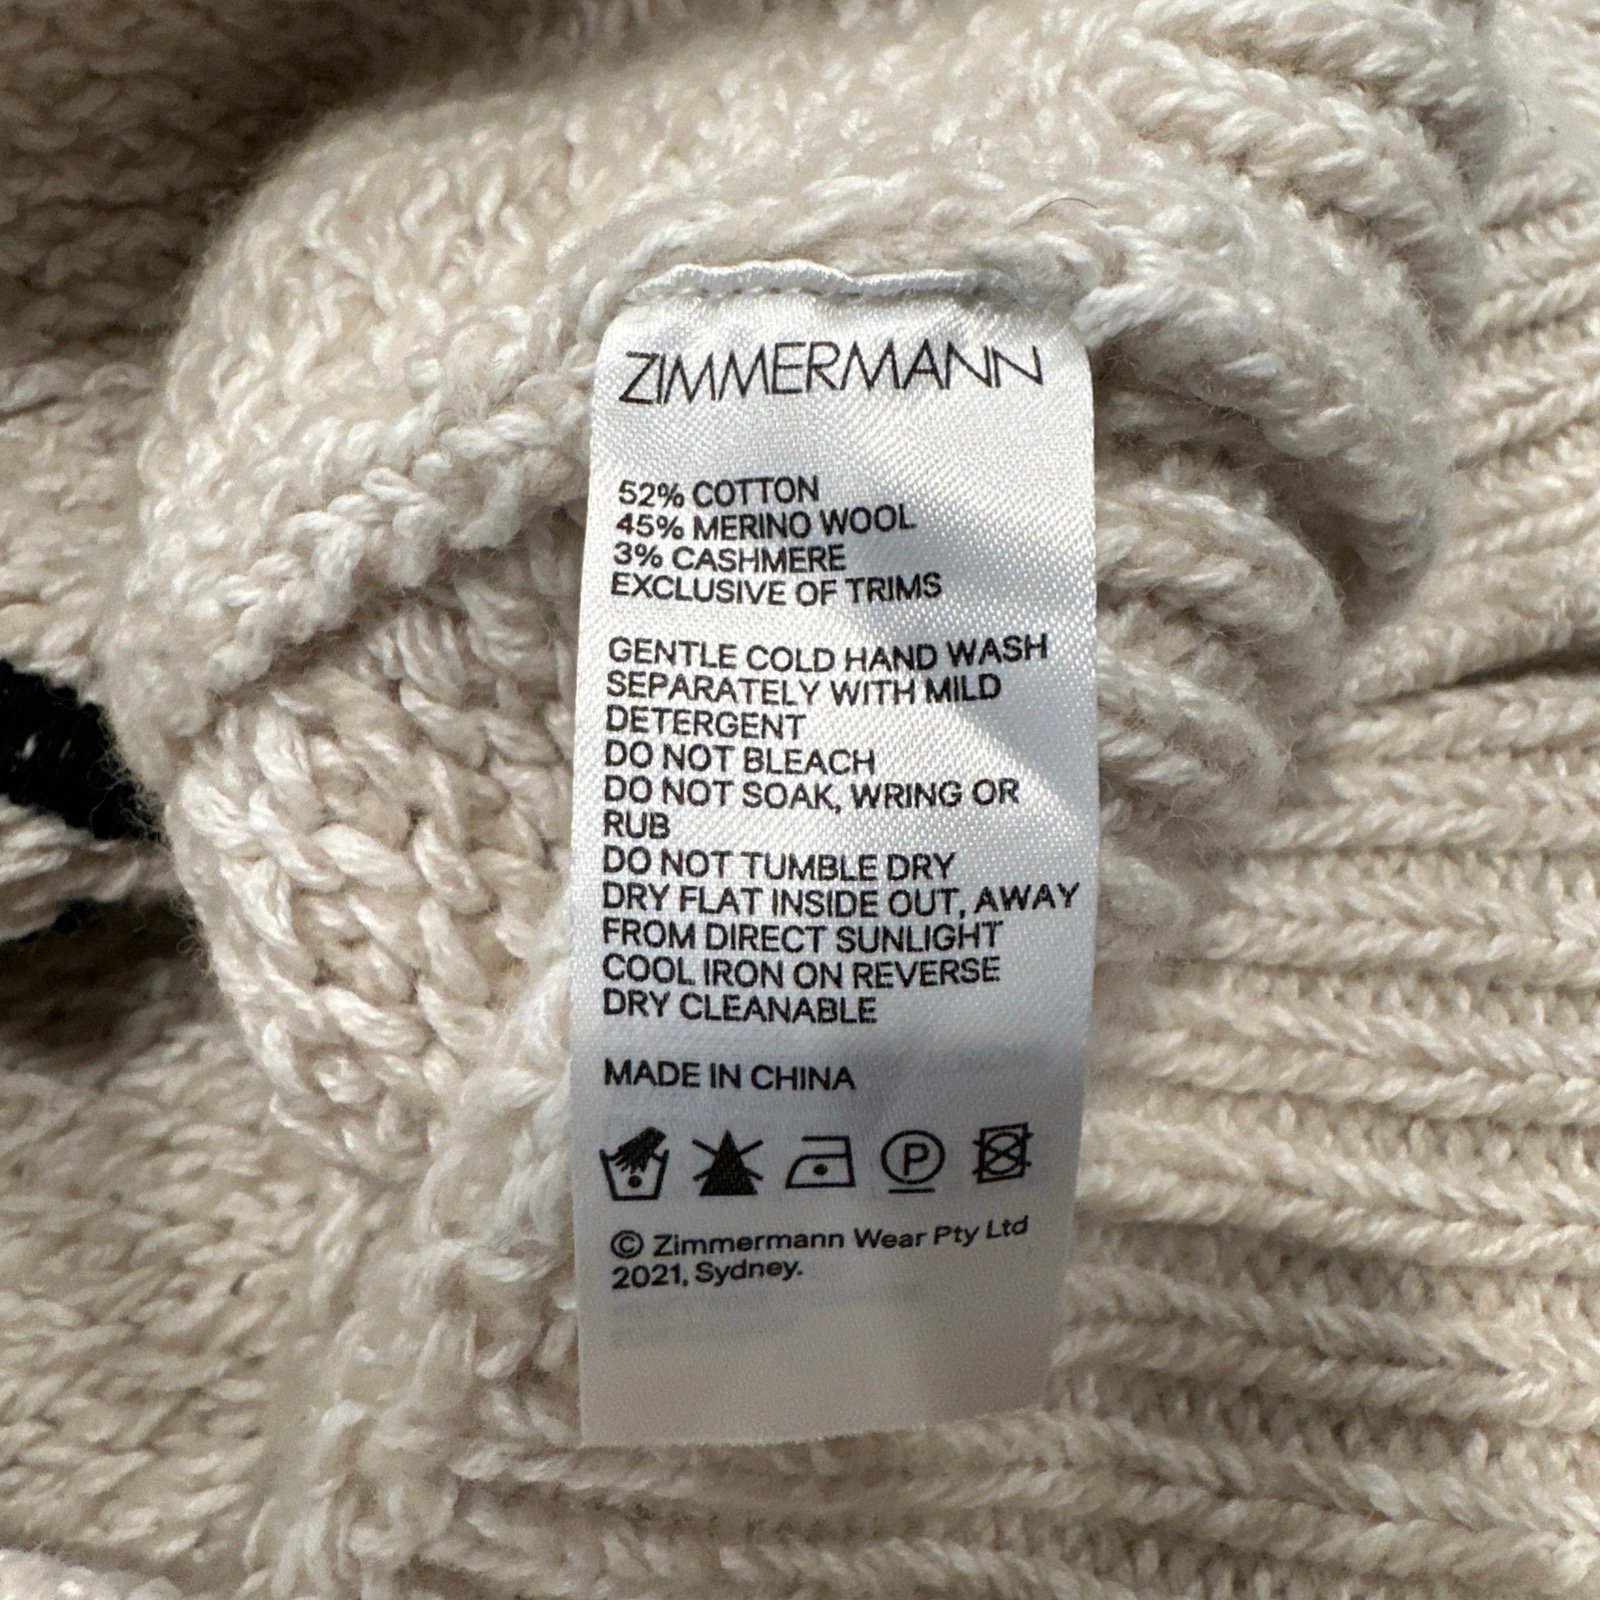 ZIMMERMANN
52% COTTON
45% MERINO WOOL
3% CASHMERE
EXCLUSIVE OF TRIMS
GENTLE COLD HAND WASH
SEPARATELY WITH MILD
DETERGENT
DO NOT BLEACH
DO NOT SOAK, WRING OR
RUB
DO NOT TUMBLE DRY
DRY FLAT INSIDE OUT, AWAY
FROM DIRECT SUNLIGHT
COOL IRON ON REVERSE
DRY CLEANABLE
MADE IN CHINA
P
© Zimmermann Wear Pty Ltd
2021, Sydney.